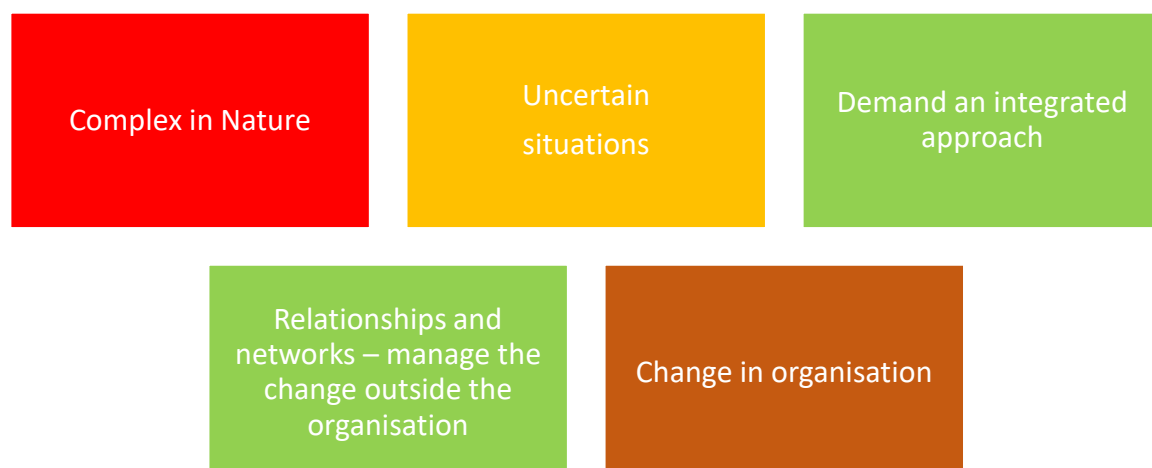 Complex in Nature
Uncertain
situations
Demand an integrated
approach
Relationships and
networks – manage the
change outside the
organisation
Change in organisation